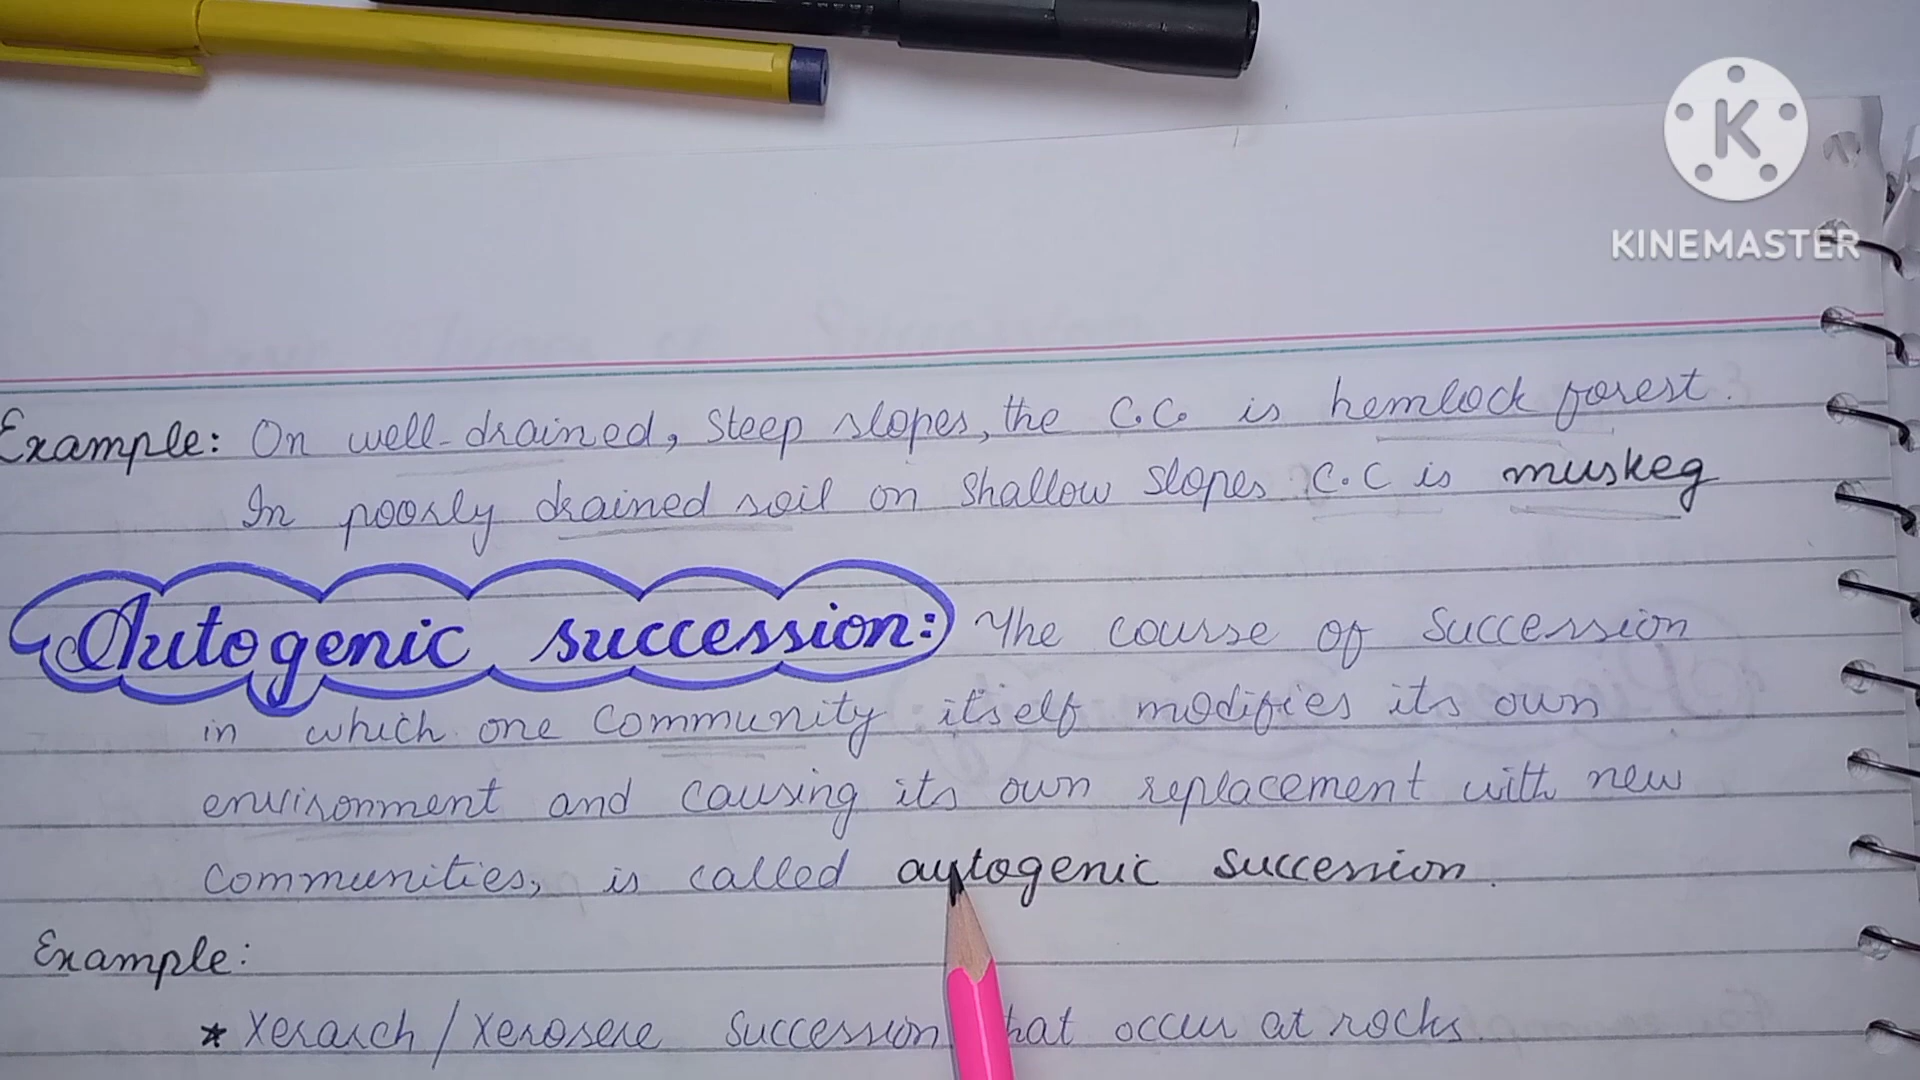 K
KINEMASTER
Example: On well-drained, steep slopes, the C.C. is hemlock forest.
In poorly drained soil on shallow slopes C.C is muskeg
Autogenic succession: The course of succession
in which one community itself modifies its own
environment and causing its own replacement with new
communities, is called autogenic succession.
Example:
* Xerarch/Xerosere succession that occur at rocks.